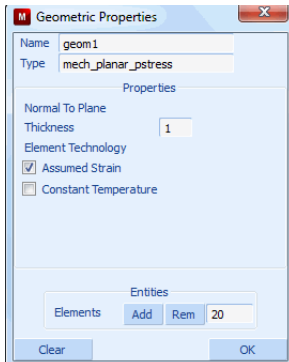 M Geometric Properties X
Name geom1
Type mech_planar_pstress
Properties
Normal To Plane
Thickness 1
Element Technology
Assumed Strain
Constant Temperature
Entities
Elements Add Rem 20
Clear OK